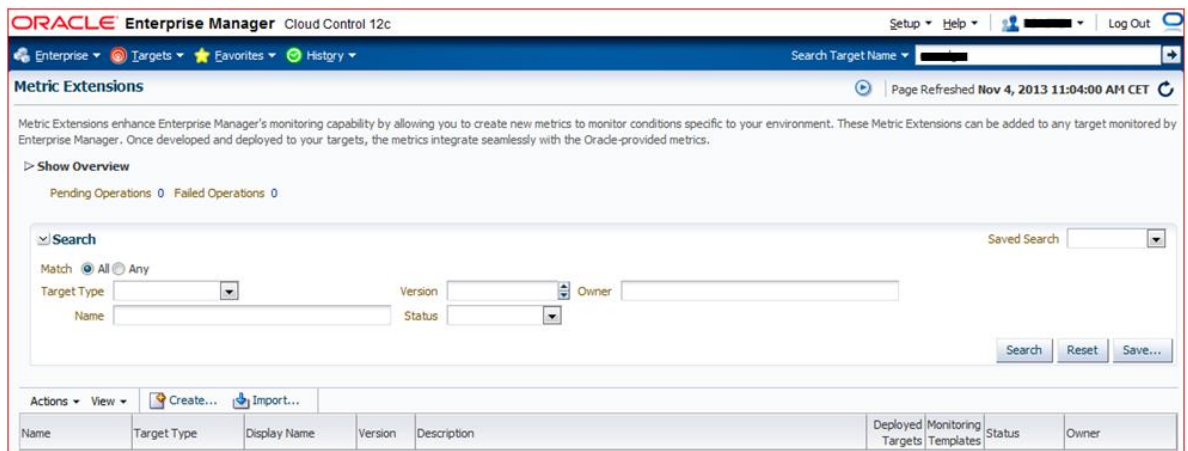 ORACLE Enterprise Manager Cloud Control 12c
Setup Help Log Out
Enterprise Targets Favorites History Search Target Name
Metric Extensions Page Refreshed Nov 4, 2013 11:04:00 AM CET
Metric Extensions enhance Enterprise Manager's monitoring capability by allowing you to create new metrics to monitor conditions specific to your environment. These Metric Extensions can be added to any target monitored by
Enterprise Manager. Once developed and deployed to your targets, the metrics integrate seamlessly with the Oracle-provided metrics.
Show Overview
Pending Operations 0 Failed Operations 0
Search Saved Search
Match All Any
Target Type Version Owner
Name Status
Search Reset Save...
Actions View Create... Import...
Name Target Type Display Name Version Description Deployed Targets Monitoring Templates Status Owner